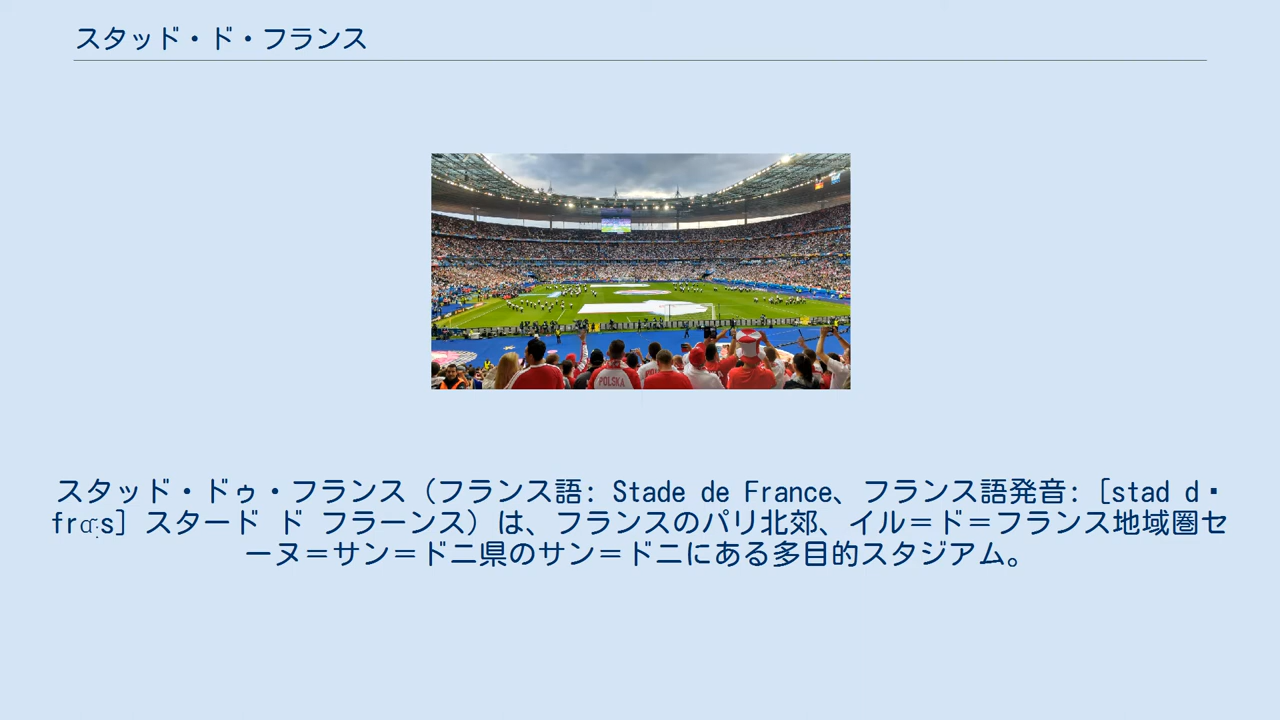 スタッド・ド・フランス
POLSKA
スタッド・ドゥ・フランス（フランス語: Stade de France、フランス語発音: [stad d▪
frɑ̃ːs] スタード ド フラーンス）は、フランスのパリ北郊、イル＝ド＝フランス地域圏セ
ーヌ＝サン＝ドニ県のサン＝ドニにある多目的スタジアム。